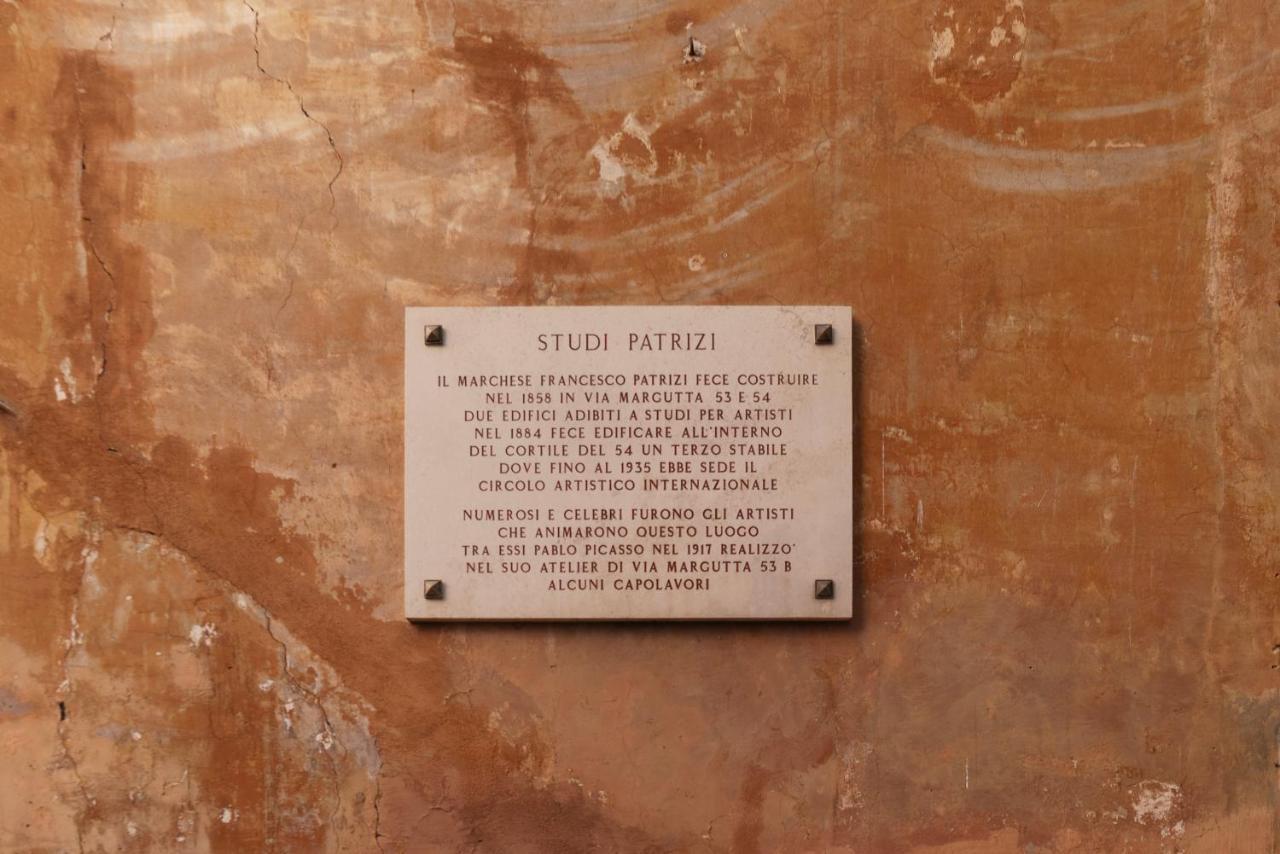 STUDI PATRIZI
IL MARCHESE FRANCESCO PATRIZI FECE COSTRUIRE
NEL 1858 IN VIA MARGUTTA 53 E 54
DUE EDIFICI ADIBITI A STUDI PER ARTISTI
NEL 1884 FECE EDIFICARE ALL'INTERNO
DEL CORTILE DEL 54 UN TERZO STABILE
DOVE FINO AL 1935 EBBE SEDE IL
CIRCOLO ARTISTICO INTERNAZIONALE
NUMEROSI E CELEBRI FURONO GLI ARTISTI
CHE ANIMARONO QUESTO LUOGO
TRA ESSI PABLO PICASSO NEL 1917 REALIZZO'
NEL SUO ATELIER DI VIA MARGUTTA 53 B
ALCUNI CAPOLAVORI